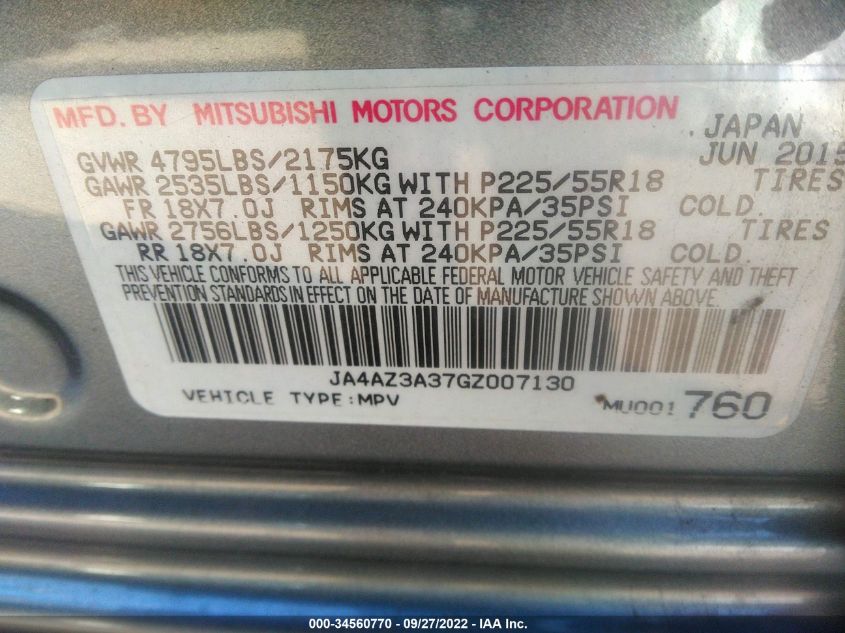 MFD. BY MITSUBISHI MOTORS CORPORATION
. JAPAN
GVWR 4795LBS/2175KG JUN 2015
GAWR 2535LBS/1150KG WITH P225/55R18 TIRES
FR 18X7.0J RIMS AT 240KPA/35PSI COLD.
GAWR 2756LBS/1250KG WITH P225/55R18 TIRES
RR 18X7.0J RIMS AT 240KPA/35PSI COLD.
THIS VEHICLE CONFORMS TO ALL APPLICABLE FEDERAL MOTOR VEHICLE SAFETY AND THEFT
PREVENTION STANDARDS IN EFFECT ON THE DATE OF MANUFACTURE SHOWN ABOVE.
JA4AZ3A37GZ007130
VEHICLE TYPE:MPV MU001760
000-34560770 - 09/27/2022 - IAA Inc.